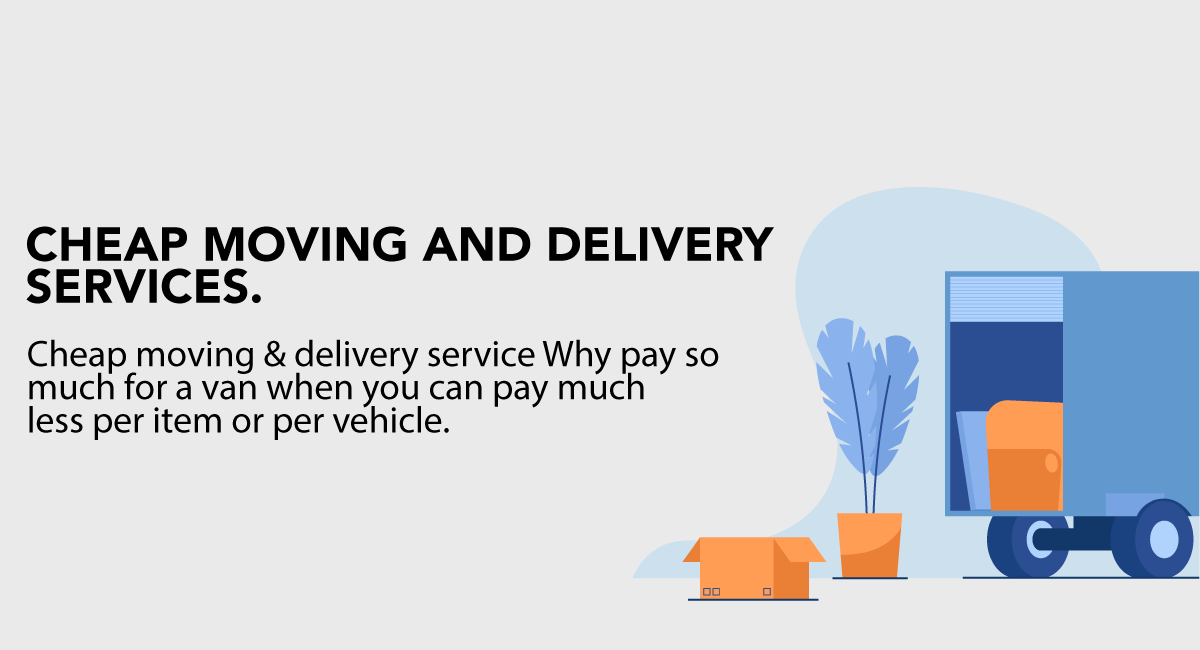 CHEAP MOVING AND DELIVERY
SERVICES.
Cheap moving & delivery service Why pay so
much for a van when you can pay much
less per item or per vehicle.